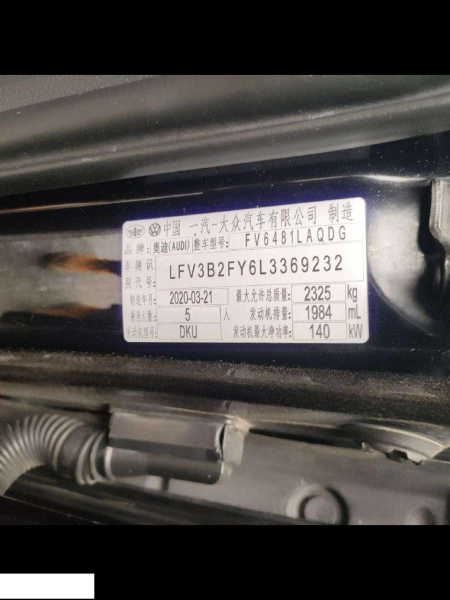 中国 一汽-大众汽车有限公司 制造
品牌: 奥迪(AUDI) 整车型号: FV6481LAQDG
车辆识别代号: LFV3B2FY6L3369232
制造年月: 2020-03-21 最大允许总质量: 2325 kg
乘坐人数: 5 人 发动机排量: 1984 mL
发动机型号: DKU 发动机最大净功率: 140 kW